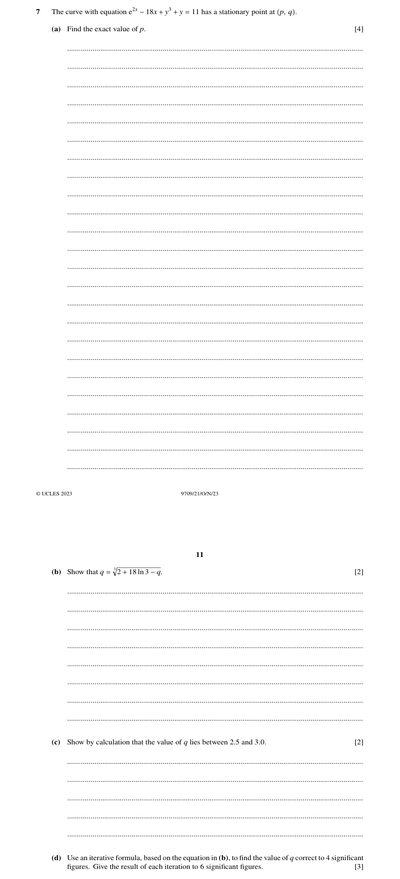 7 The curve with equation e^{2x} − 18x + y³ + y = 11 has a stationary point at (p, q).
(a) Find the exact value of p. [4]
© UCLES 2023 9709/21/O/N/23
11
(b) Show that q = ∛(2 + 18 ln 3 − q). [2]
(c) Show by calculation that the value of q lies between 2.5 and 3.0. [2]
(d) Use an iterative formula, based on the equation in (b), to find the value of q correct to 4 significant
figures. Give the result of each iteration to 6 significant figures. [3]